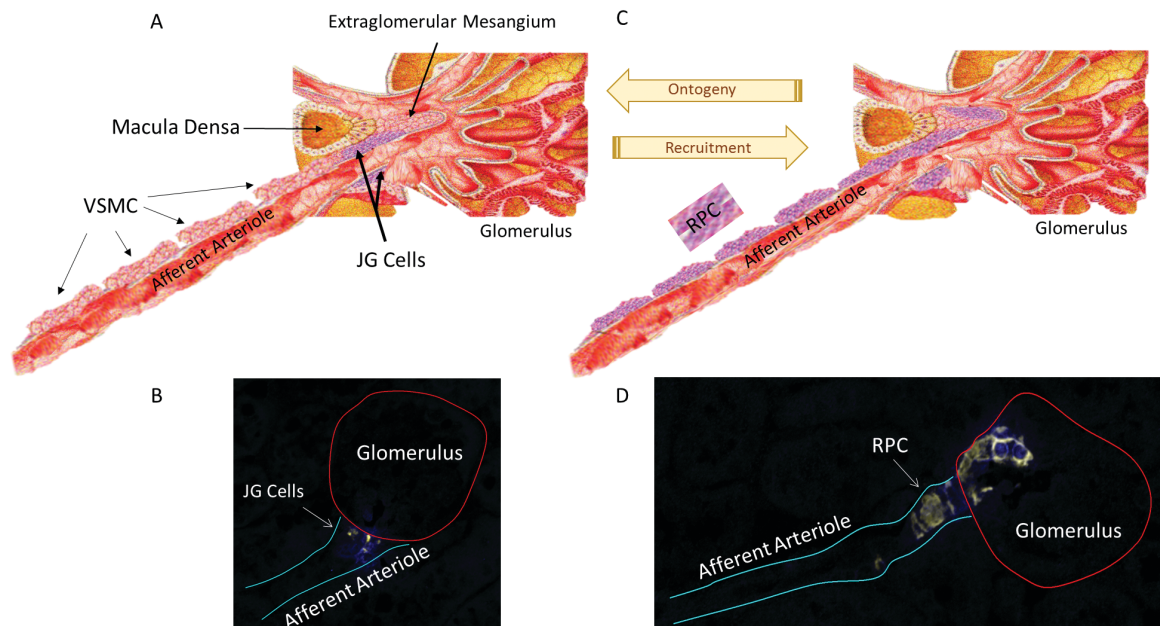 A
Extraglomerular Mesangium
Macula Densa
VSMC
Afferent Arteriole
JG Cells
Glomerulus
C
Ontogeny
Recruitment
RPC
Afferent Arteriole
Glomerulus
B
Glomerulus
JG Cells
Afferent Arteriole
D
RPC
Afferent Arteriole
Glomerulus